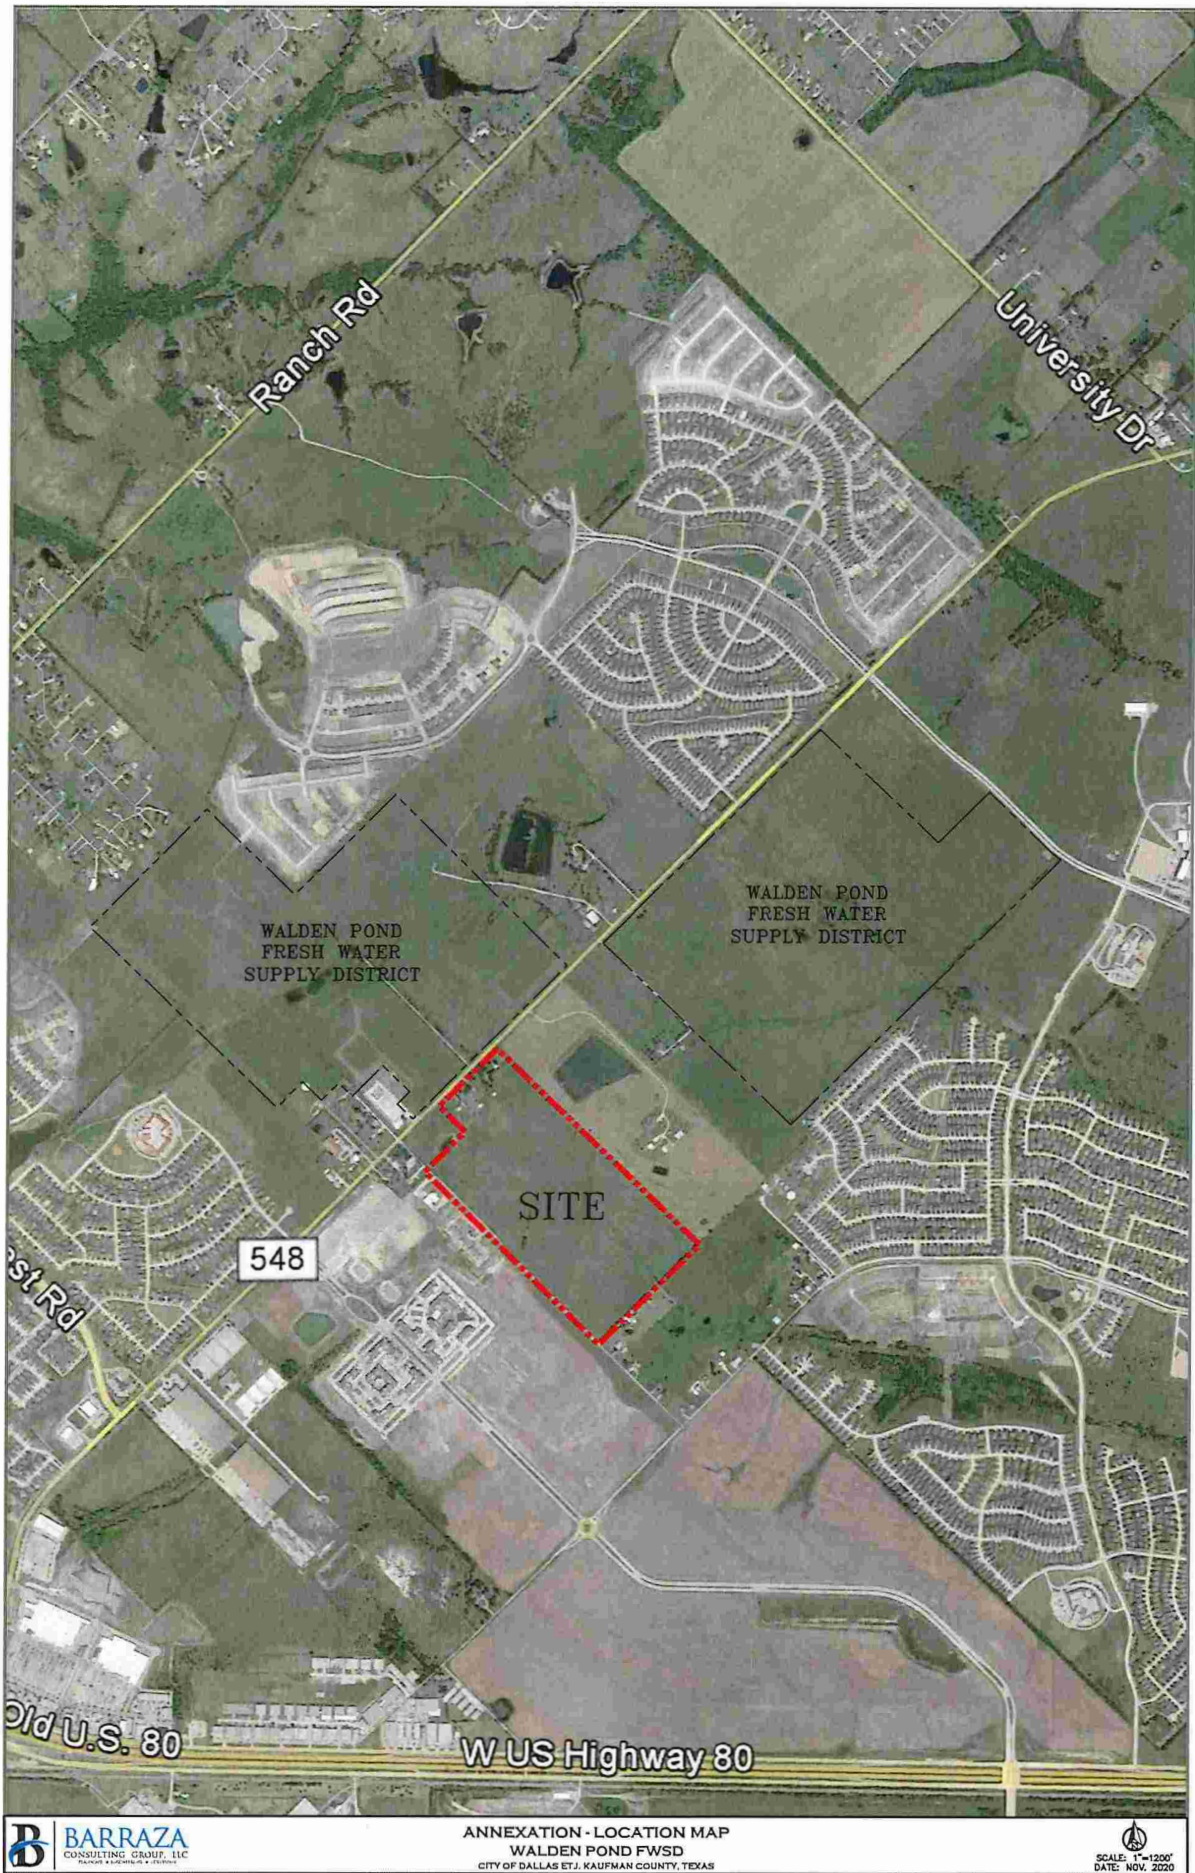 Ranch Rd
University Dr
WALDEN POND
FRESH WATER
SUPPLY DISTRICT
WALDEN POND
FRESH WATER
SUPPLY DISTRICT
SITE
548
est Rd
Old U.S. 80
W US Highway 80
B
BARRAZA
CONSULTING GROUP, LLC
ANNEXATION - LOCATION MAP
WALDEN POND FWSD
CITY OF DALLAS ETJ, KAUFMAN COUNTY, TEXAS
SCALE: 1"=1200'
DATE: NOV. 2020